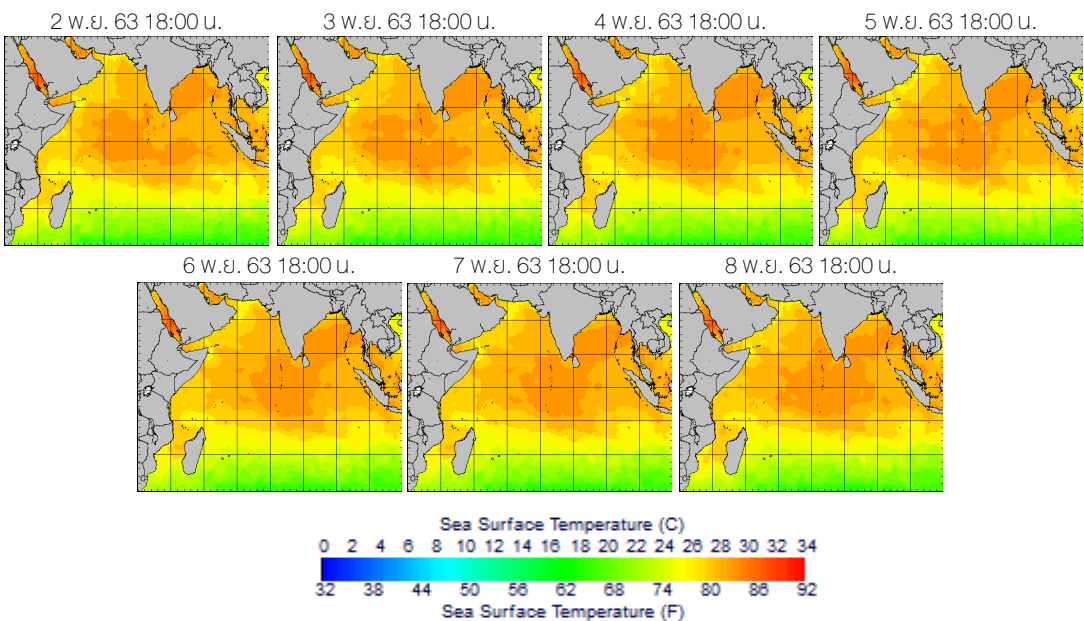 2 พ.ย. 63 18:00 น.
3 พ.ย. 63 18:00 น.
4 พ.ย. 63 18:00 น.
5 พ.ย. 63 18:00 น.
6 พ.ย. 63 18:00 น.
7 พ.ย. 63 18:00 น.
8 พ.ย. 63 18:00 น.
Sea Surface Temperature (C)
0 2 4 6 8 10 12 14 16 18 20 22 24 26 28 30 32 34
32 38 44 50 56 62 68 74 80 86 92
Sea Surface Temperature (F)